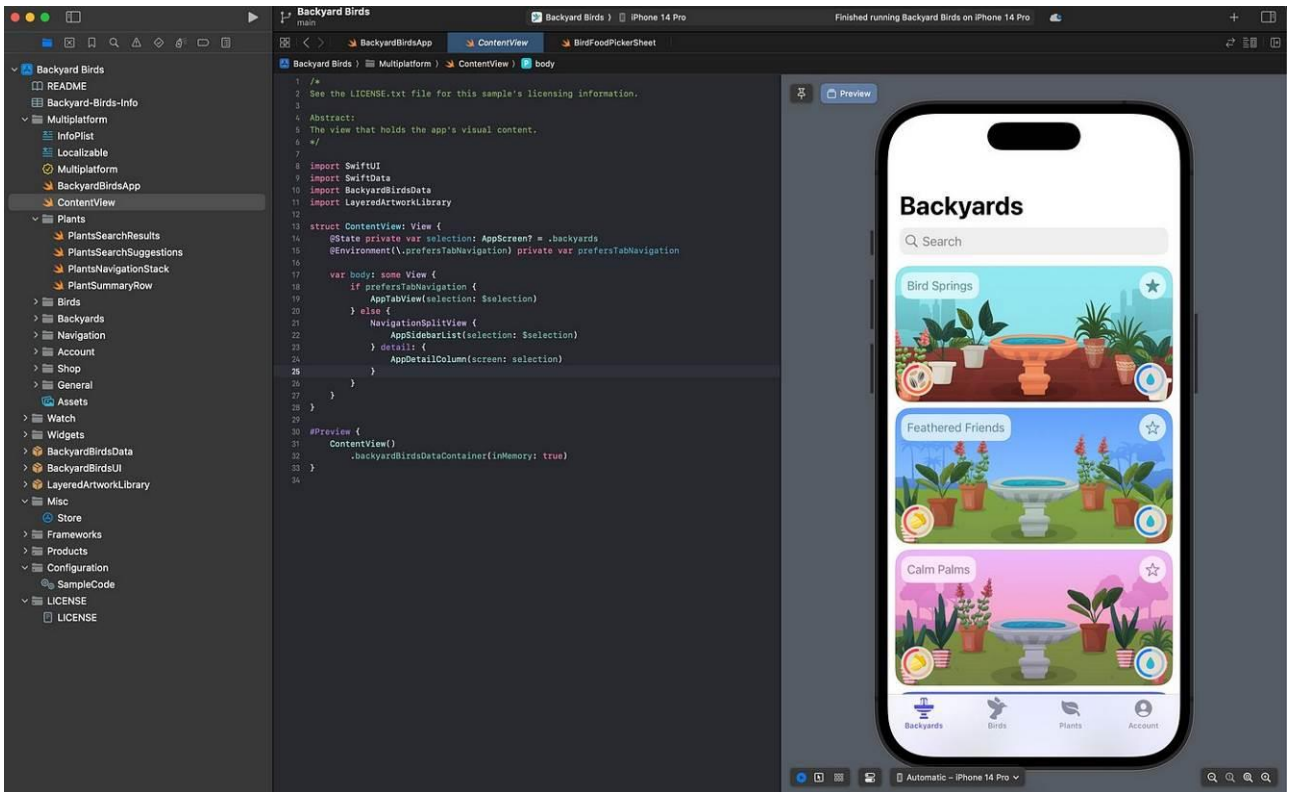 Backyard Birds
main
Backyard Birds ⟩ iPhone 14 Pro
Finished running Backyard Birds on iPhone 14 Pro
BackyardBirdsApp
ContentView
BirdFoodPickerSheet
Backyard Birds ⟩ Multiplatform ⟩ ContentView ⟩ P body
Backyard Birds
README
Backyard-Birds-Info
Multiplatform
InfoPlist
Localizable
Multiplatform
BackyardBirdsApp
ContentView
Plants
PlantsSearchResults
PlantsSearchSuggestions
PlantsNavigationStack
PlantSummaryRow
Birds
Backyards
Navigation
Account
Shop
General
Assets
Watch
Widgets
BackyardBirdsData
BackyardBirdsUI
LayeredArtworkLibrary
Misc
Store
Frameworks
Products
Configuration
SampleCode
LICENSE
LICENSE
1 /*
2 See the LICENSE.txt file for this sample's licensing information.
3
4 Abstract:
5 The view that holds the app's visual content.
6 */
7
8 import SwiftUI
9 import SwiftData
10 import BackyardBirdsData
11 import LayeredArtworkLibrary
12
13 struct ContentView: View {
14 @State private var selection: AppScreen? = .backyards
15 @Environment(\.prefersTabNavigation) private var prefersTabNavigation
16
17 var body: some View {
18 if prefersTabNavigation {
19 AppTabView(selection: $selection)
20 } else {
21 NavigationSplitView {
22 AppSidebarList(selection: $selection)
23 } detail: {
24 AppDetailColumn(screen: selection)
25 }
26 }
27 }
28 }
29
30 #Preview {
31 ContentView()
32 .backyardBirdsDataContainer(inMemory: true)
33 }
34
Preview
Backyards
Search
Bird Springs
Feathered Friends
Calm Palms
Backyards
Birds
Plants
Account
Automatic – iPhone 14 Pro